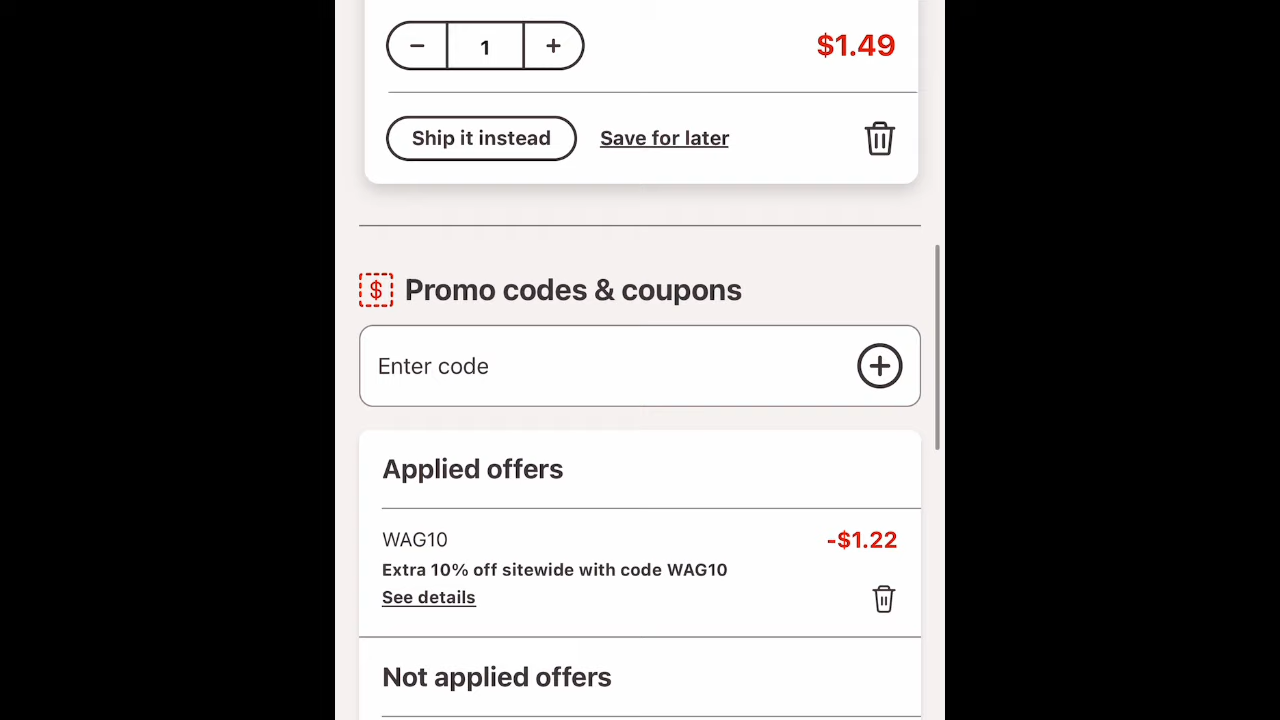 1
$1.49
Ship it instead
Save for later
$ Promo codes & coupons
Enter code
Applied offers
WAG10
-$1.22
Extra 10% off sitewide with code WAG10
See details
Not applied offers